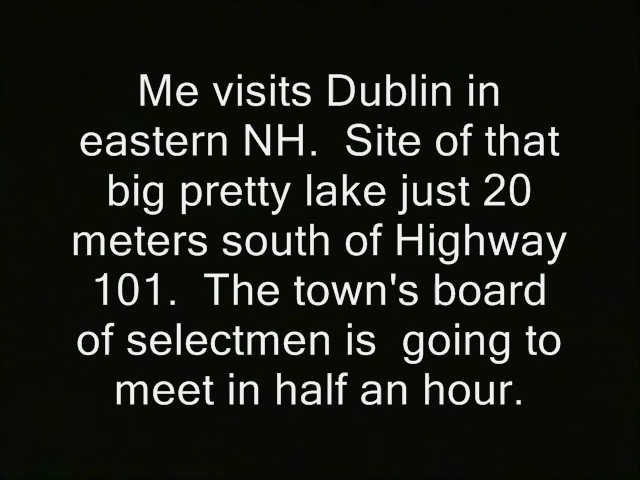 Me visits Dublin in
eastern NH.  Site of that
big pretty lake just 20
meters south of Highway
101.  The town's board
of selectmen is  going to
meet in half an hour.